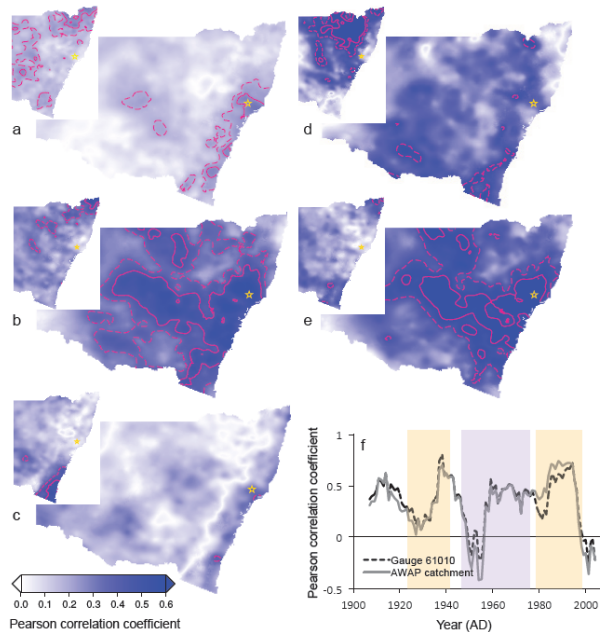 a
d
b
e
c
f
Pearson correlation coefficient
1
0.5
0
-0.5
Gauge 61010
AWAP catchment
1900 1920 1940 1960 1980 2000
Year (AD)
0.0 0.1 0.2 0.3 0.4 0.5 0.6
Pearson correlation coefficient